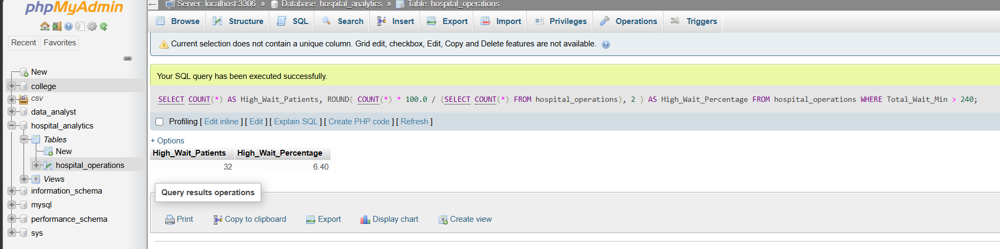 phpMyAdmin
Recent Favorites
New
college
csv
data_analyst
hospital_analytics
Tables
New
hospital_operations
Views
information_schema
mysql
performance_schema
sys
Server: localhost:3306 » Database: hospital_analytics » Table: hospital_operations
Browse Structure SQL Search Insert Export Import Privileges Operations Triggers
Current selection does not contain a unique column. Grid edit, checkbox, Edit, Copy and Delete features are not available.
Your SQL query has been executed successfully.
SELECT COUNT(*) AS High_Wait_Patients, ROUND( COUNT(*) * 100.0 / (SELECT COUNT(*) FROM hospital_operations), 2 ) AS High_Wait_Percentage FROM hospital_operations WHERE Total_Wait_Min > 240;
Profiling [ Edit inline ] [ Edit ] [ Explain SQL ] [ Create PHP code ] [ Refresh ]
+ Options
High_Wait_Patients High_Wait_Percentage
32 6.40
Query results operations
Print Copy to clipboard Export Display chart Create view